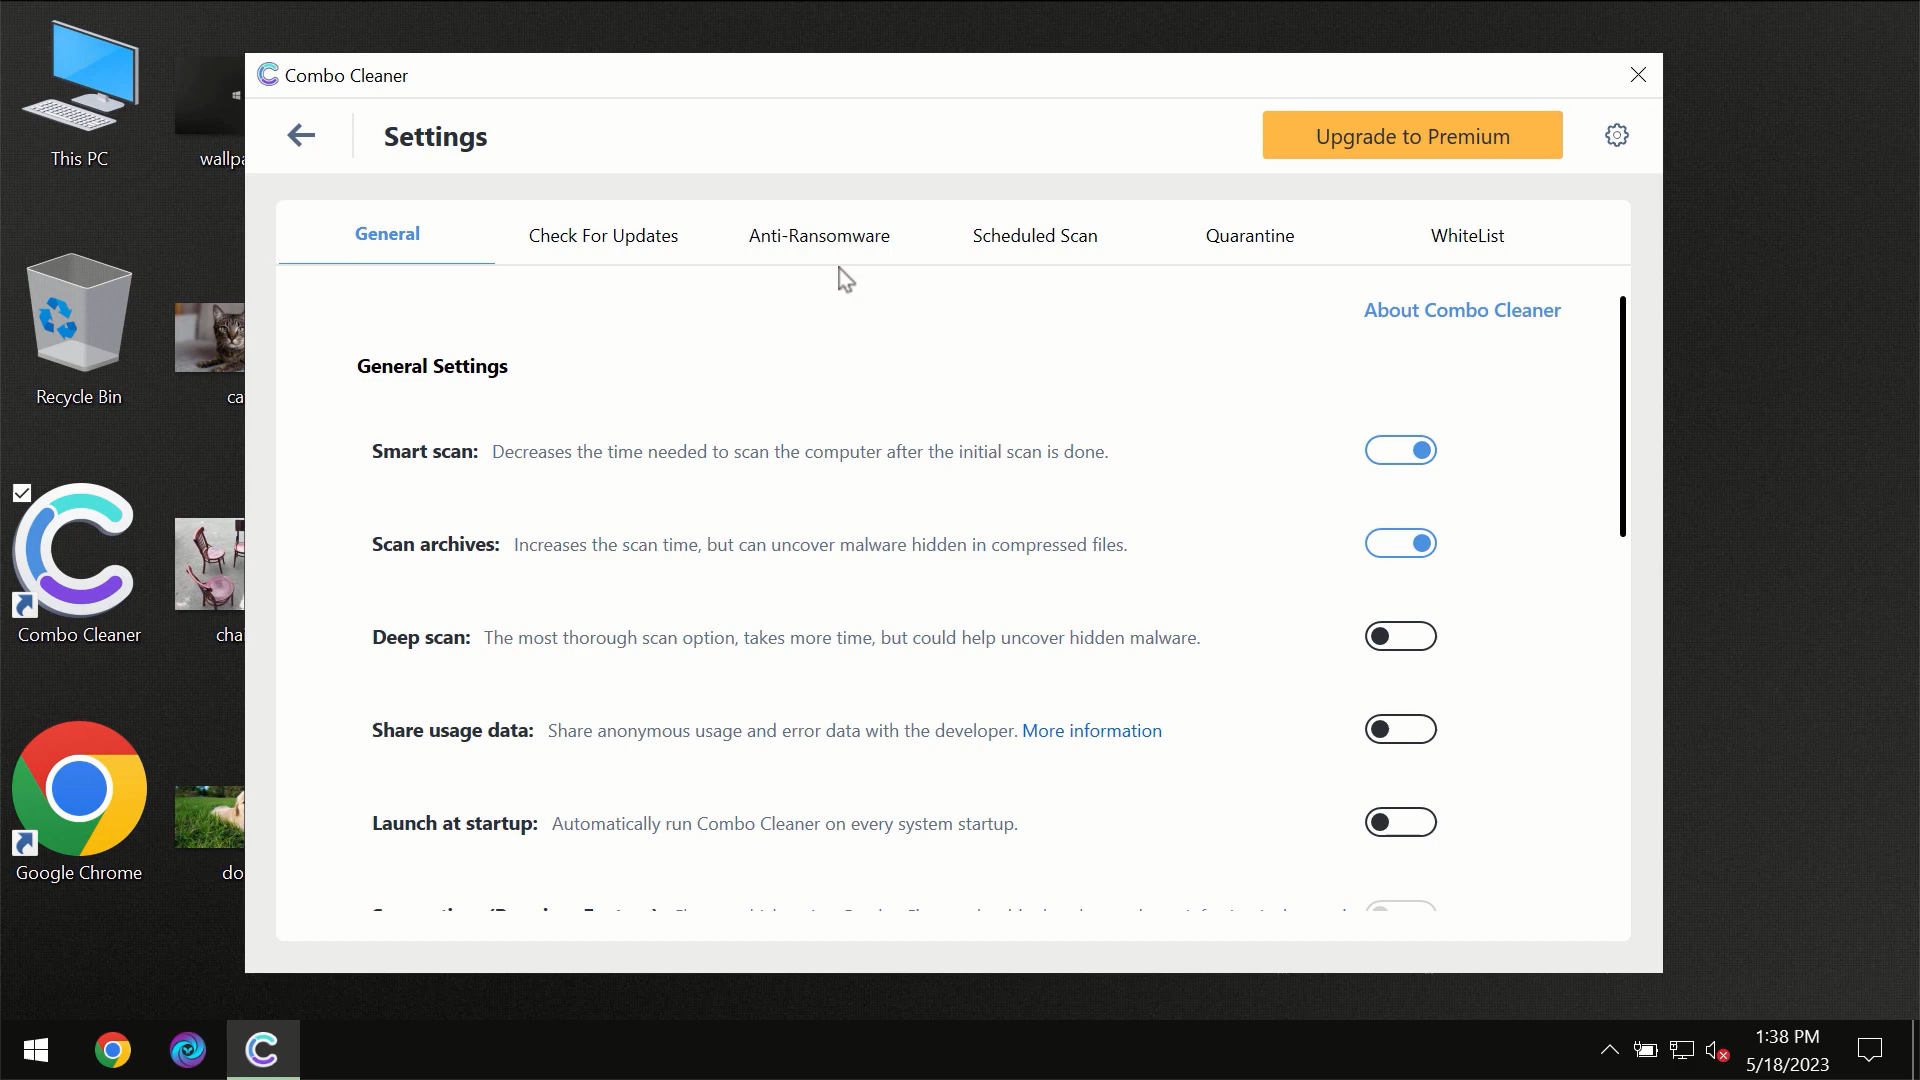 Combo Cleaner
Settings
Upgrade to Premium
General
Check For Updates
Anti-Ransomware
Scheduled Scan
Quarantine
WhiteList
About Combo Cleaner
General Settings
Smart scan: Decreases the time needed to scan the computer after the initial scan is done.
Scan archives: Increases the scan time, but can uncover malware hidden in compressed files.
Deep scan: The most thorough scan option, takes more time, but could help uncover hidden malware.
Share usage data: Share anonymous usage and error data with the developer. More information
Launch at startup: Automatically run Combo Cleaner on every system startup.
This PC
wallpa
Recycle Bin
ca
Combo Cleaner
cha
Google Chrome
do
1:38 PM
5/18/2023